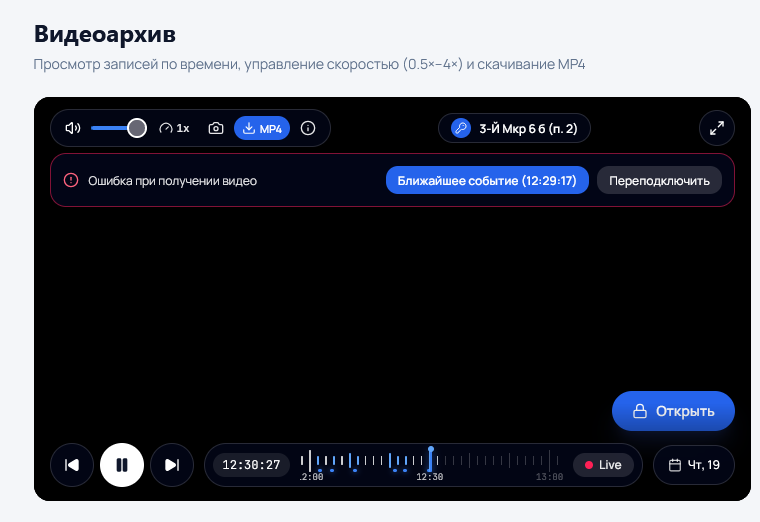 Видеоархив
Просмотр записей по времени, управление скоростью (0.5×–4×) и скачивание MP4
1x
MP4
3-Й Мкр 6 б (п. 2)
Ошибка при получении видео
Ближайшее событие (12:29:17)
Переподключить
Открыть
12:30:27
2:00
12:30
13:00
Live
Чт, 19